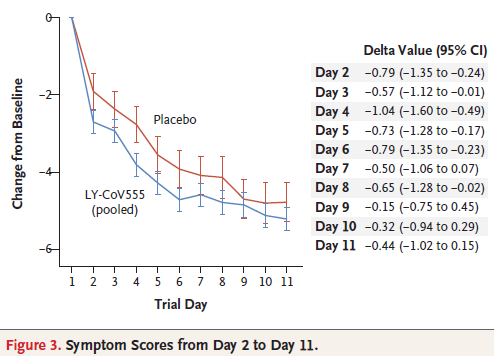 0
Delta Value (95% CI)
Day 2 −0.79 (−1.35 to −0.24)
Day 3 −0.57 (−1.12 to −0.01)
Day 4 −1.04 (−1.60 to −0.49)
Day 5 −0.73 (−1.28 to −0.17)
Day 6 −0.79 (−1.35 to −0.23)
Day 7 −0.50 (−1.06 to 0.07)
Day 8 −0.65 (−1.28 to −0.02)
Day 9 −0.15 (−0.75 to 0.45)
Day 10 −0.32 (−0.94 to 0.29)
Day 11 −0.44 (−1.02 to 0.15)
Change from Baseline
−2
−4
−6
Placebo
LY-CoV555
(pooled)
1 2 3 4 5 6 7 8 9 10 11
Trial Day
Figure 3. Symptom Scores from Day 2 to Day 11.